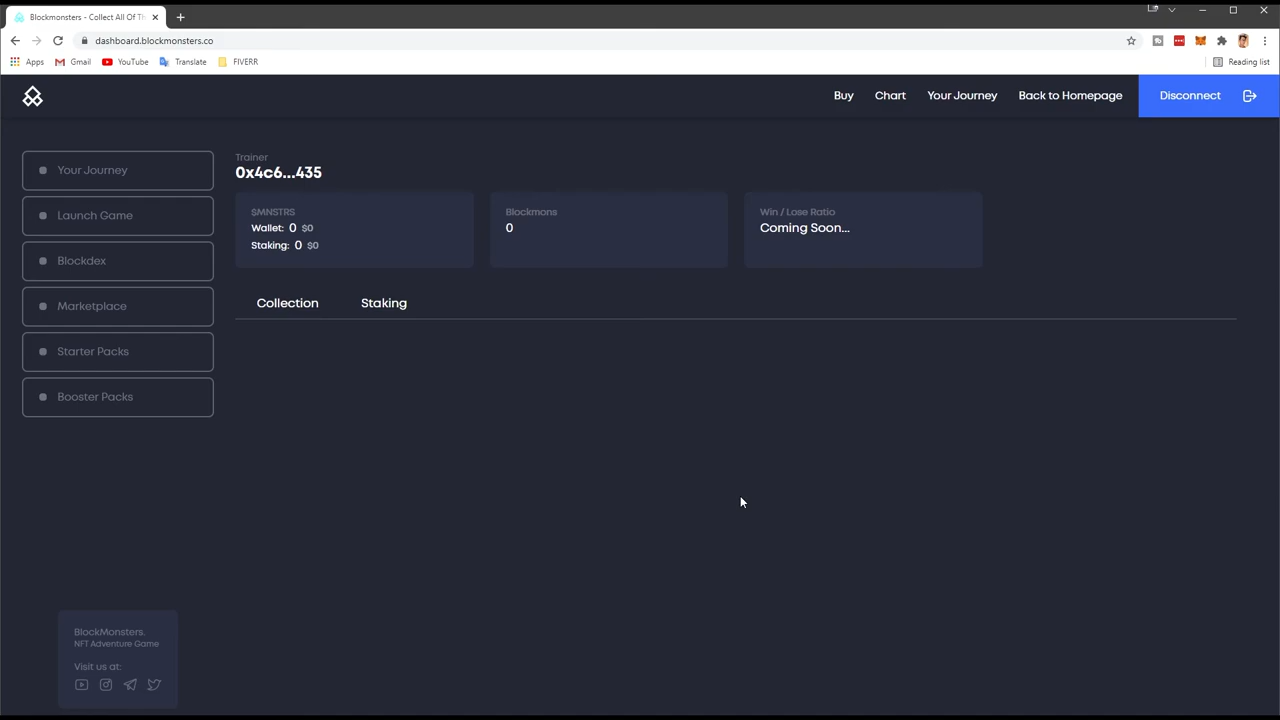 Blockmonsters - Collect All Of Th
dashboard.blockmonsters.co
Apps Gmail YouTube Translate FIVERR Reading list
Buy Chart Your Journey Back to Homepage Disconnect
Your Journey
Launch Game
Blockdex
Marketplace
Starter Packs
Booster Packs
Trainer
0x4c6...435
$MNSTRS
Wallet: 0 $0
Staking: 0 $0
Blockmons
0
Win / Lose Ratio
Coming Soon...
Collection Staking
BlockMonsters.
NFT Adventure Game
Visit us at: